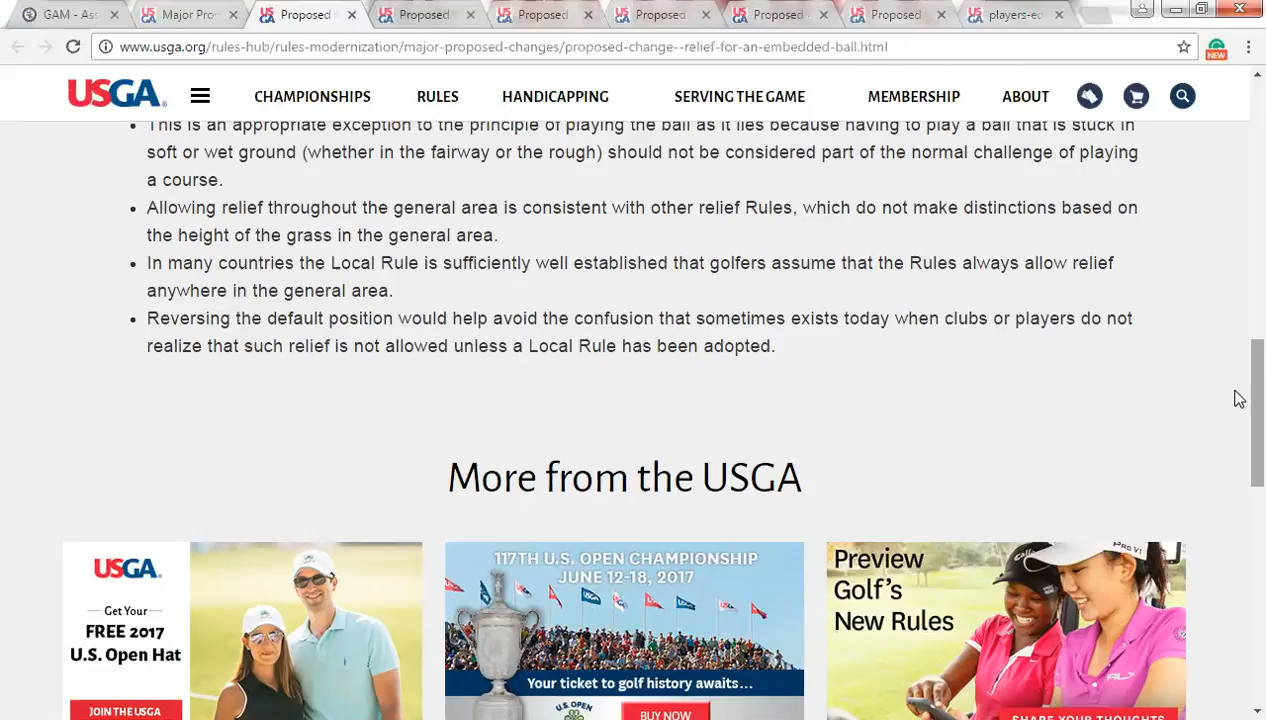 GAM - Ass
Major Pro
Proposed
Proposed
Proposed
Proposed
Proposed
Proposed
players-ed
www.usga.org/rules-hub/rules-modernization/major-proposed-changes/proposed-change--relief-for-an-embedded-ball.html
NEW
USGA
CHAMPIONSHIPS
RULES
HANDICAPPING
SERVING THE GAME
MEMBERSHIP
ABOUT
• This is an appropriate exception to the principle of playing the ball as it lies because having to play a ball that is stuck in
soft or wet ground (whether in the fairway or the rough) should not be considered part of the normal challenge of playing
a course.
• Allowing relief throughout the general area is consistent with other relief Rules, which do not make distinctions based on
the height of the grass in the general area.
• In many countries the Local Rule is sufficiently well established that golfers assume that the Rules always allow relief
anywhere in the general area.
• Reversing the default position would help avoid the confusion that sometimes exists today when clubs or players do not
realize that such relief is not allowed unless a Local Rule has been adopted.
More from the USGA
USGA
Get Your
FREE 2017
U.S. Open Hat
JOIN THE USGA
117TH U.S. OPEN CHAMPIONSHIP
JUNE 12-18, 2017
Your ticket to golf history awaits...
U.S. OPEN
BUY NOW
Preview
Golf's
New Rules
SHARE YOUR THOUGHTS